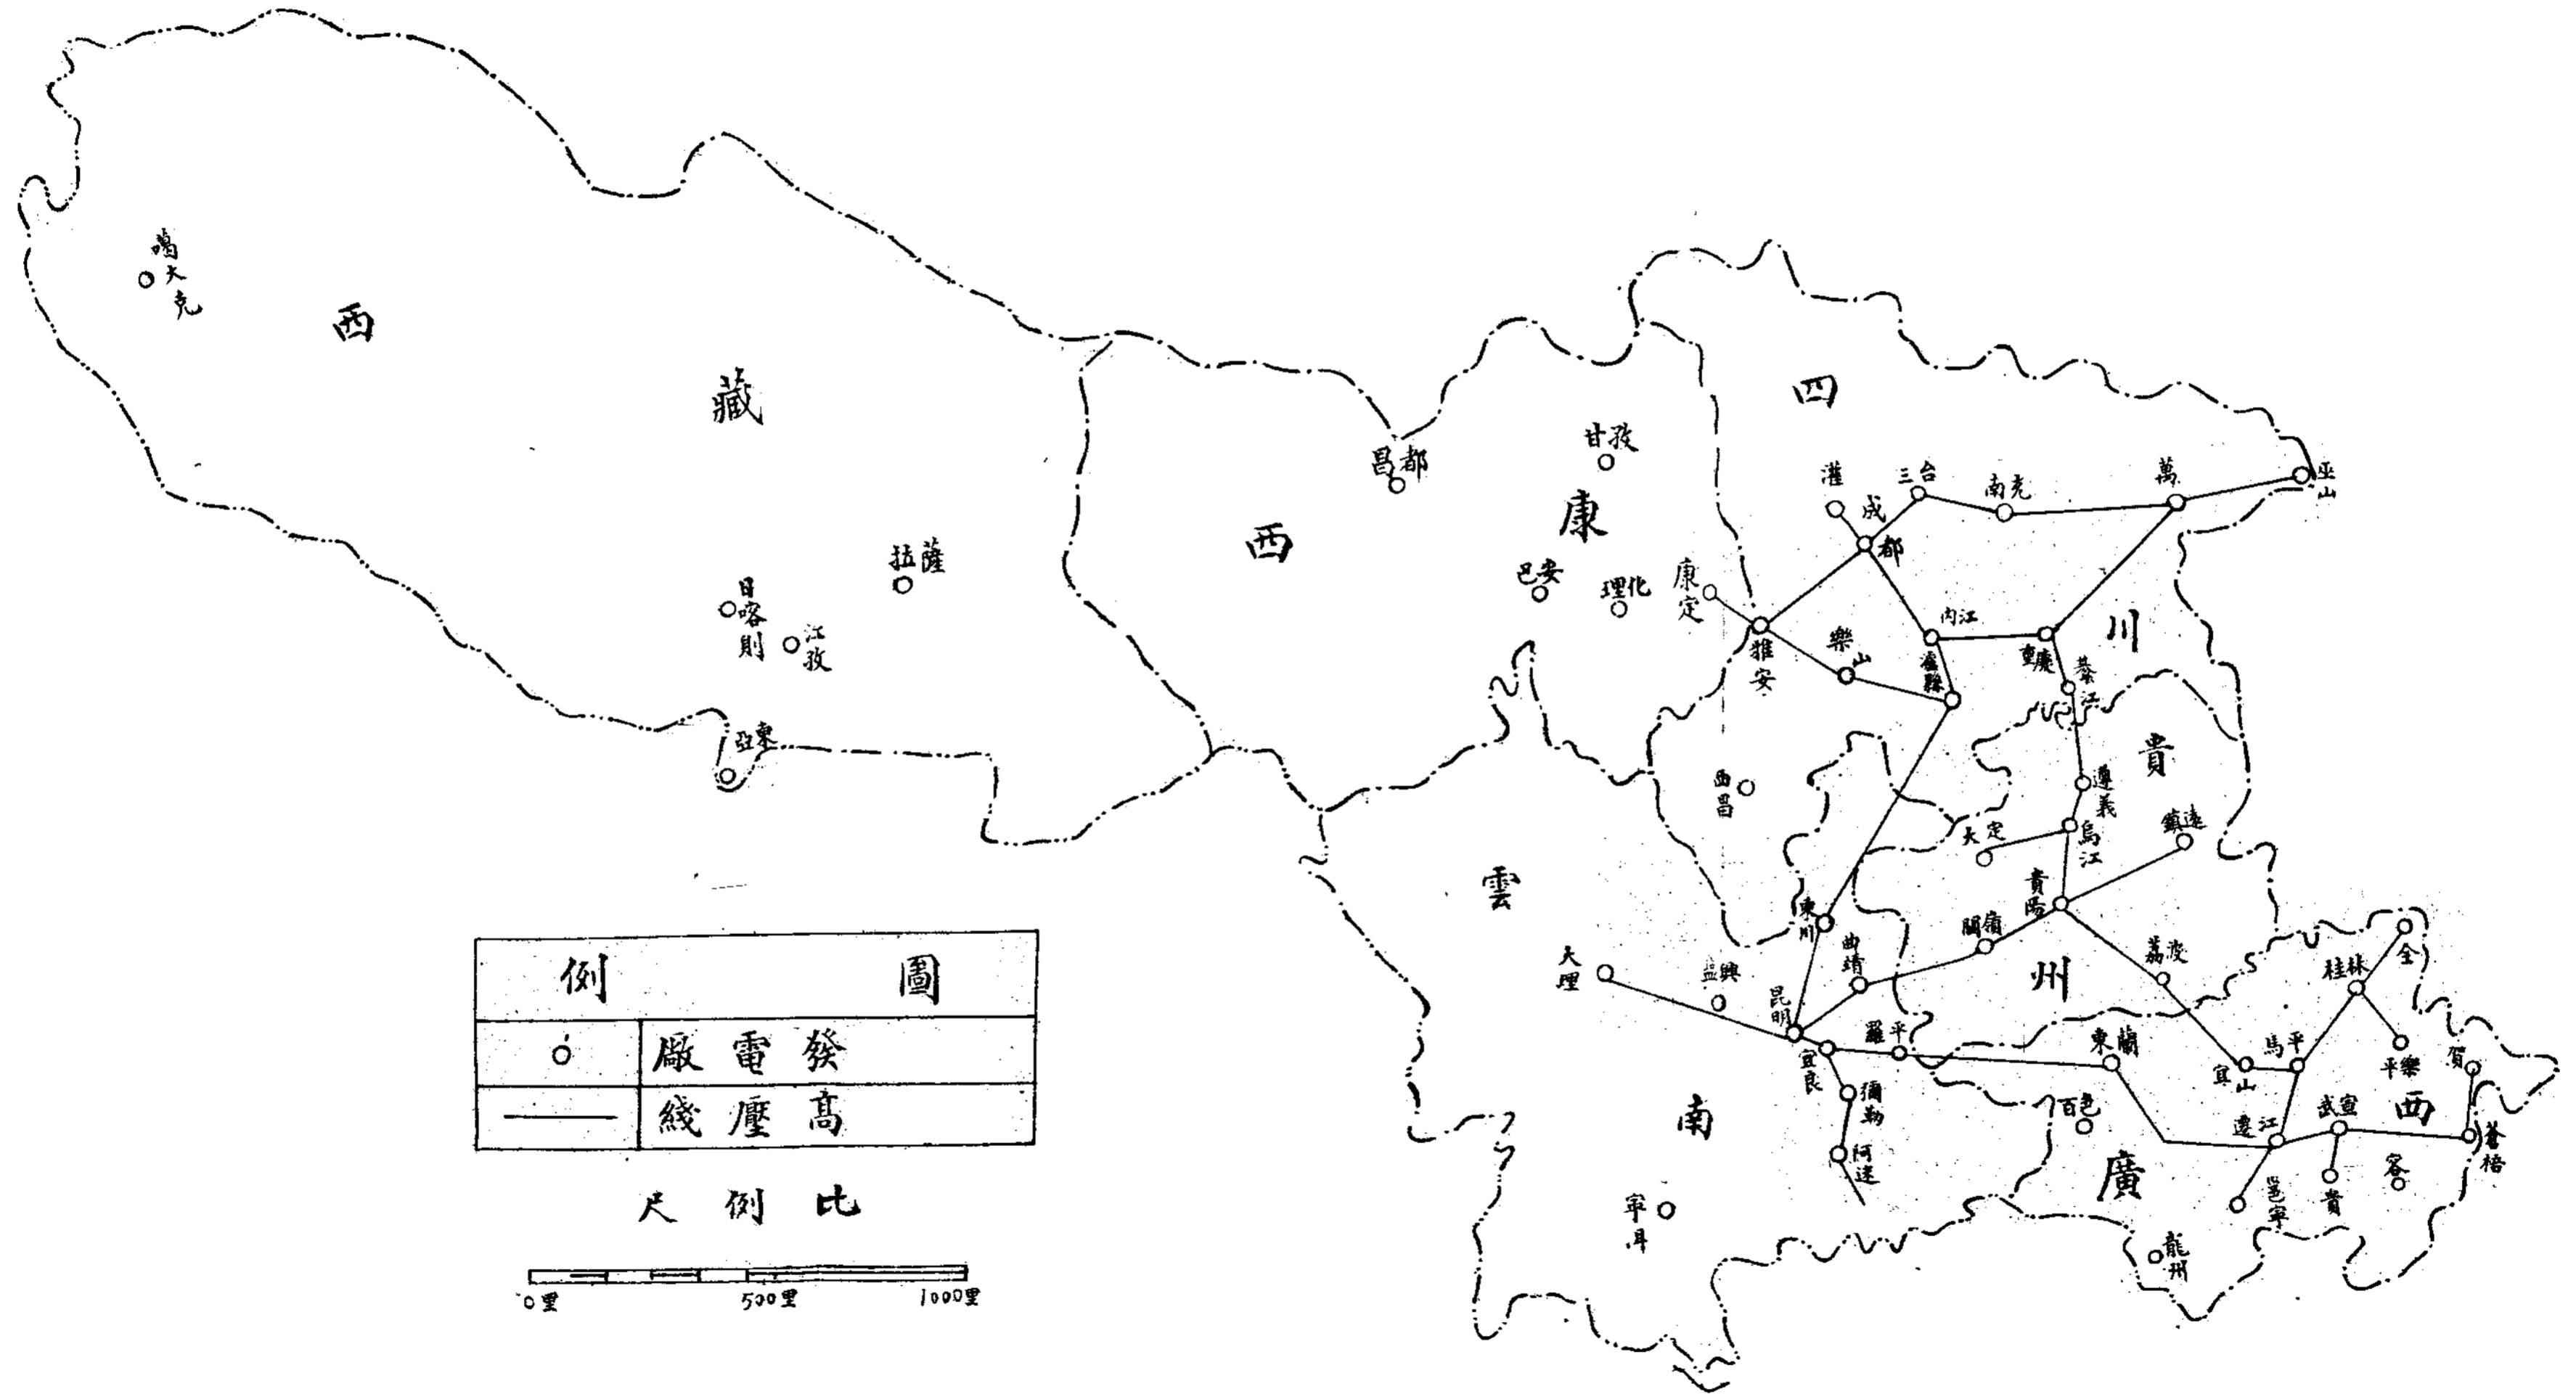 噶大克
西藏
拉薩
日喀則
江孜
亞東
西康
昌都
甘孜
巴安
理化
康定
西昌
四川
灌
成都
三台
南充
萬
巫山
雅安
樂山
內江
瀘縣
重慶
綦江
貴州
遵義
烏江
大定
鎮遠
貴陽
關嶺
荔波
雲南
東川
曲靖
大理
昆明
宜良
羅平
彌勒
阿迷
寧洱
廣西
全
桂林
平樂
賀
馬平
宜山
東蘭
百色
遷江
武宣
蒼梧
容
貴
邕寧
龍州
圖例
發電廠
高壓綫
比例尺
0里 500里 1000里